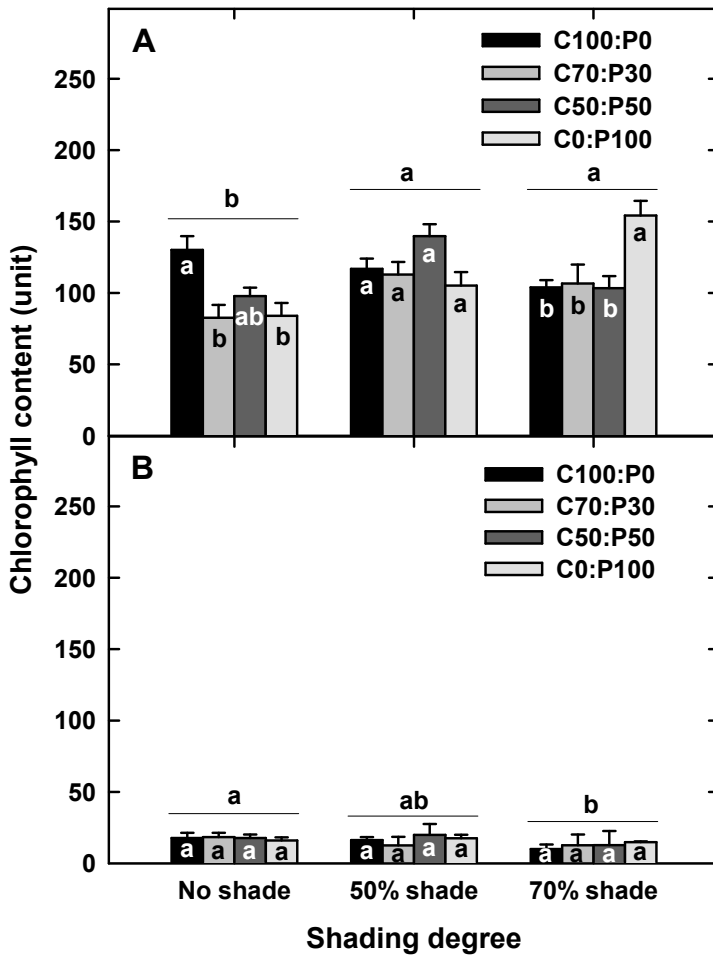 A
C100:P0
C70:P30
C50:P50
C0:P100
250
200
150
100
50
0
b
a
a
a
b
ab
b
a
a
a
a
b
b
b
a
Chlorophyll content (unit)
B
C100:P0
C70:P30
C50:P50
C0:P100
250
200
150
100
50
0
a
ab
b
a
a
a
a
a
a
a
a
a
a
a
a
No shade
50% shade
70% shade
Shading degree